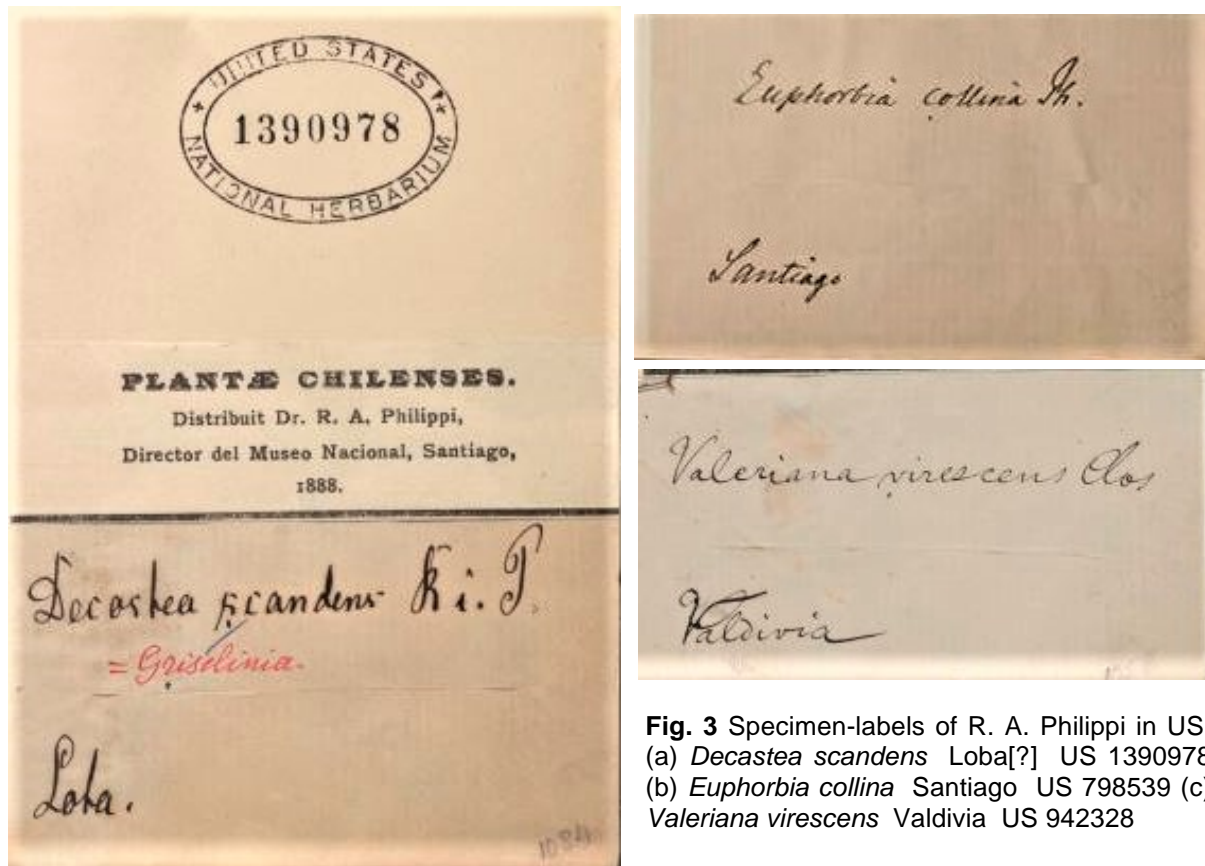 UNITED STATES
NATIONAL HERBARIUM
1390978
PLANTÆ CHILENSES.
Distribuit Dr. R. A. Philippi,
Director del Museo Nacional, Santiago,
1888.
Decostea scandens R i. P.
= Griselinia.
Lota.
1084
Euphorbia collina Ph.
Santiago
Valeriana virescens Clos
Valdivia
Fig. 3 Specimen-labels of R. A. Philippi in US
(a) Decastea scandens Loba[?] US 1390978
(b) Euphorbia collina Santiago US 798539 (c)
Valeriana virescens Valdivia US 942328